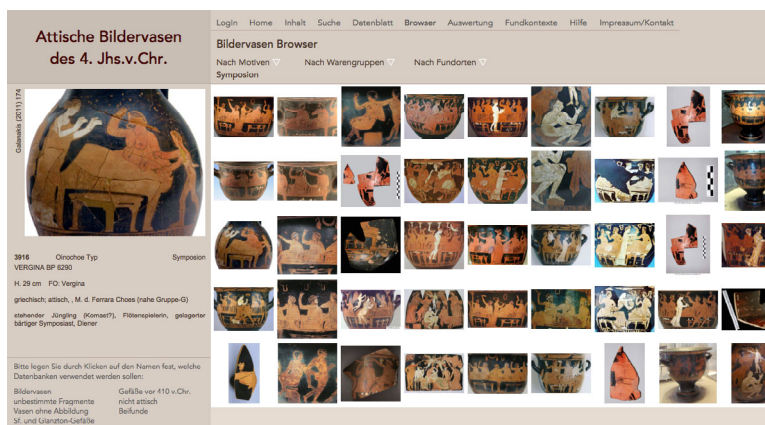 Attische Bildervasen
des 4. Jhs.v.Chr.
LogIn Home Inhalt Suche Datenblatt Browser Auswertung Fundkontexte Hilfe Impressum/Kontakt
Bildervasen Browser
Nach Motiven ▽ Nach Warengruppen ▽ Nach Fundorten ▽
Symposion
Galanakis (2011) 174
3916 Oinochoe Typ Symposion
VERGINA BP 6290
H. 29 cm FO: Vergina
griechisch; attisch, , M. d. Ferrara Choes (nahe Gruppe-G)
stehender Jüngling (Komast?), Flötenspielerin, gelagerter
bärtiger Symposiast, Diener
Bitte legen Sie durch Klicken auf den Namen fest, welche
Datenbanken verwendet werden sollen:
Bildervasen Gefäße vor 410 v.Chr.
unbestimmte Fragmente nicht attisch
Vasen ohne Abbildung Beifunde
Sf. und Glanzton-Gefäße